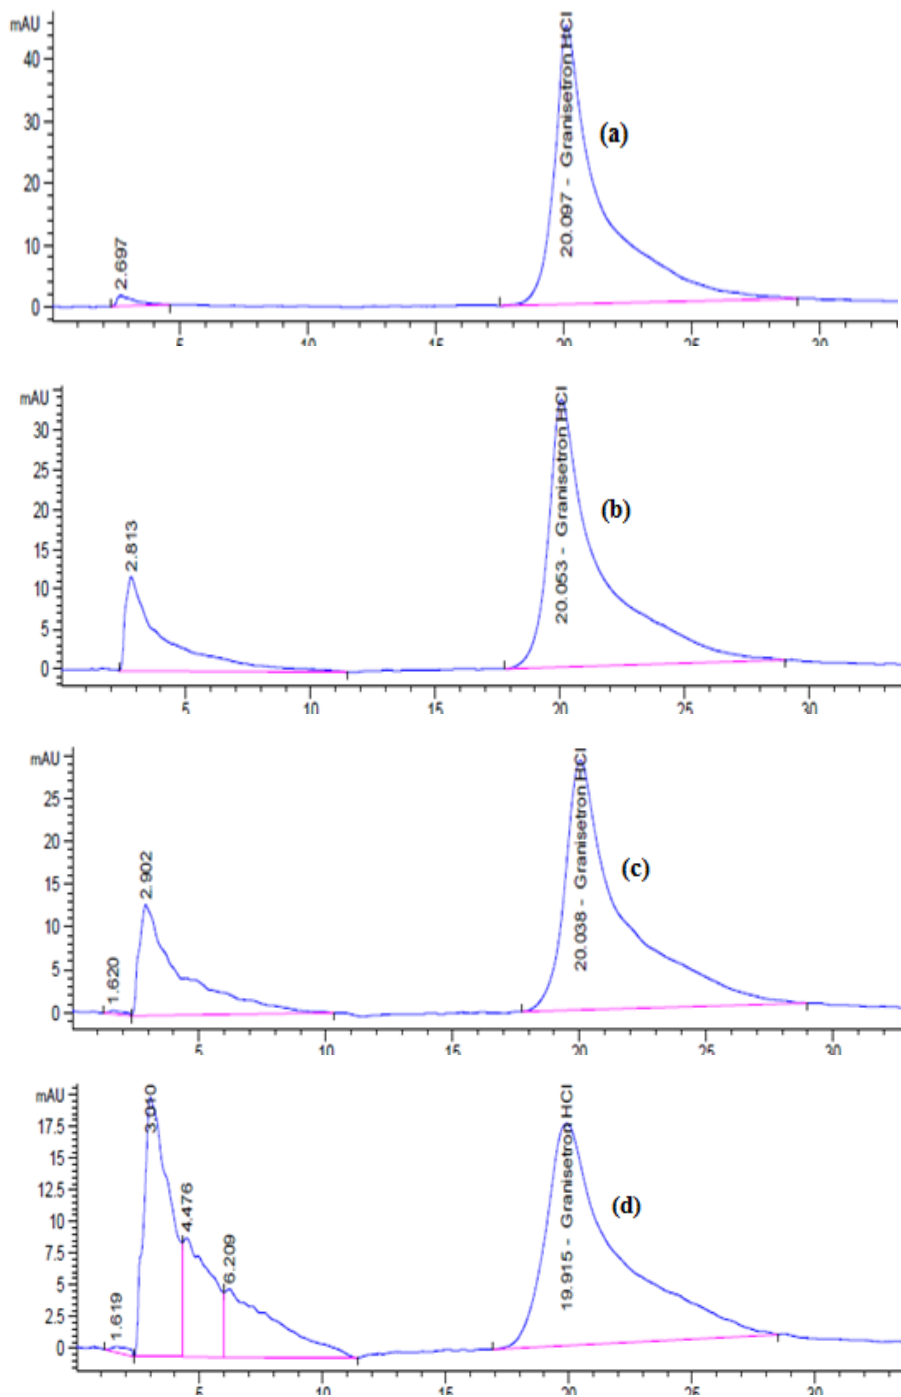 mAU
40
30
20
10
0
2.697
20.097 - Granisetron HCl
(a)
5 10 15 20 25 30
mAU
30
25
20
15
10
5
0
2.813
20.053 - Granisetron HCl
(b)
5 10 15 20 25 30
mAU
25
20
15
10
5
0
1.620
2.902
20.038 - Granisetron HCl
(c)
5 10 15 20 25 30
mAU
17.5
15
12.5
10
7.5
5
2.5
0
1.619
3.010
4.476
6.209
19.915 - Granisetron HCl
(d)
5 10 15 20 25 30